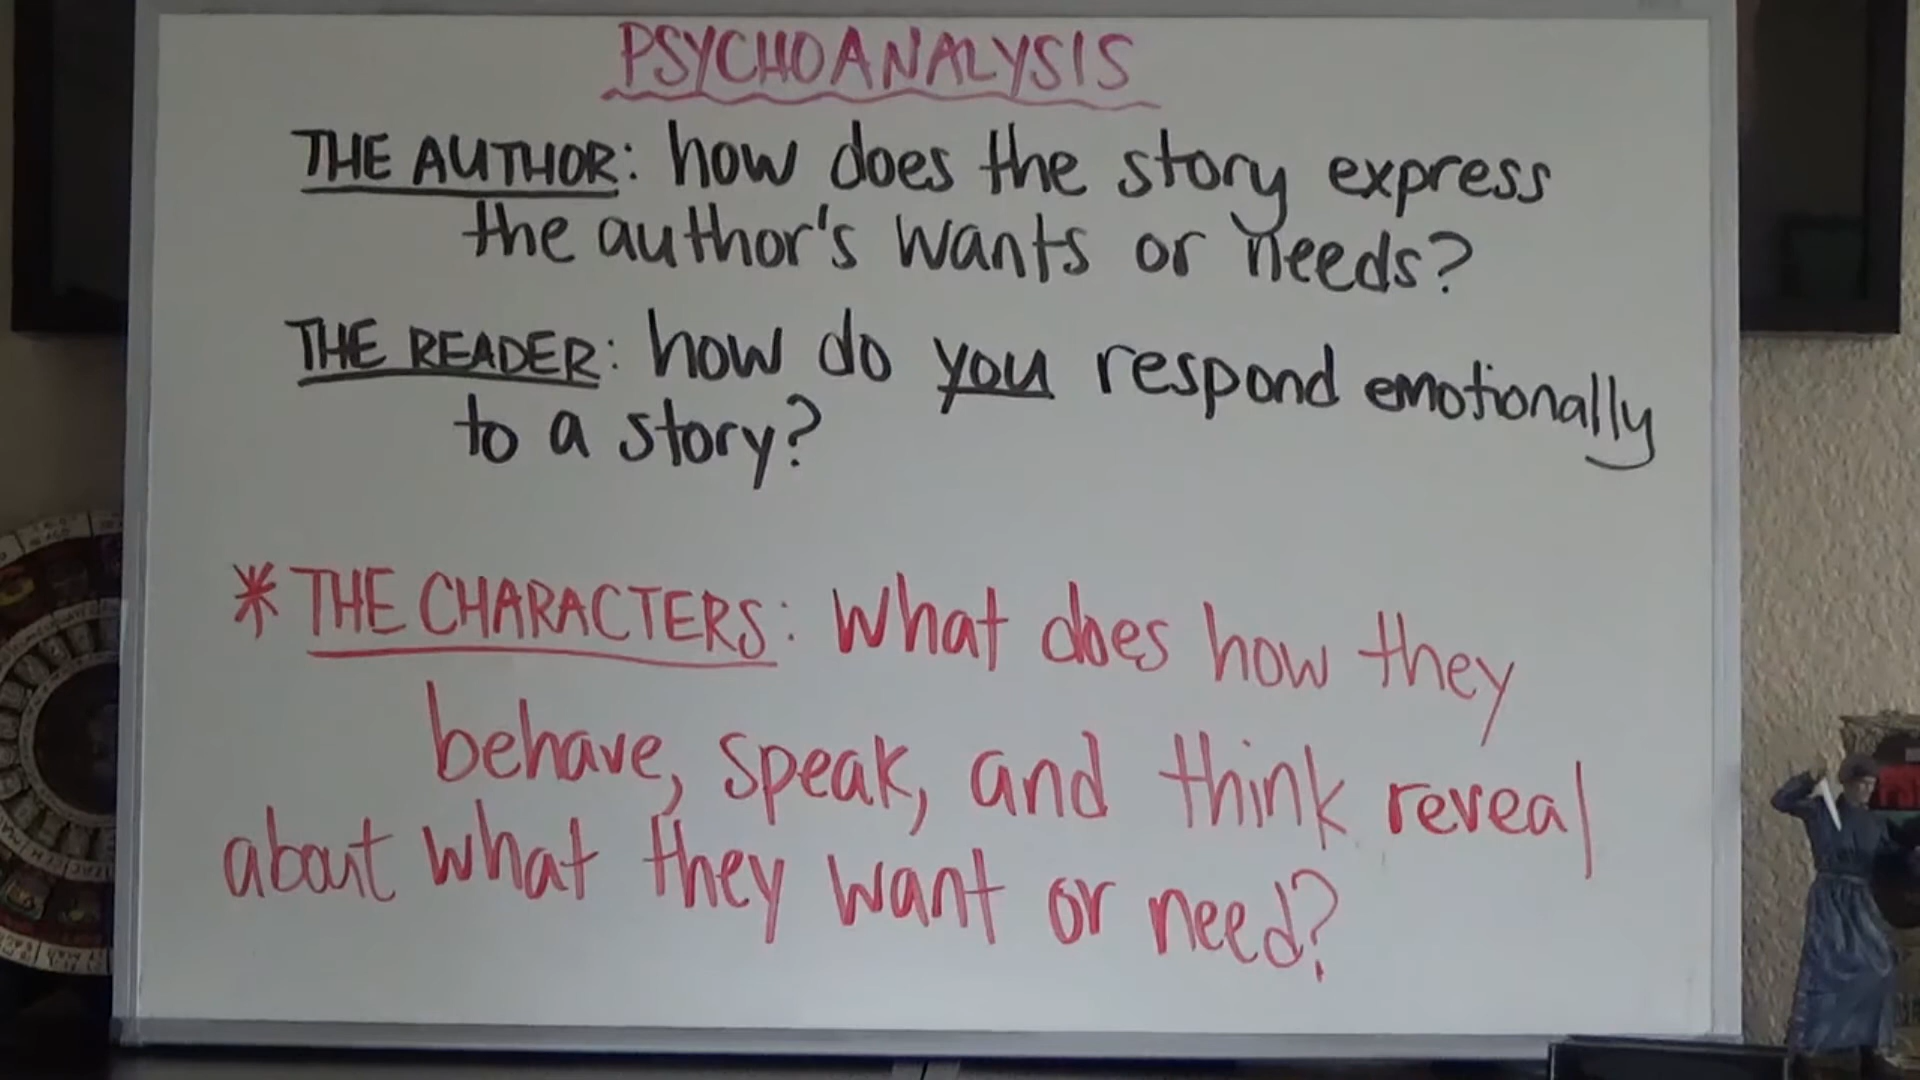 PSYCHOANALYSIS
THE AUTHOR: how does the story express
the author's wants or needs?
THE READER: how do you respond emotionally
to a story?
* THE CHARACTERS: What does how they
behave, speak, and think reveal
about what they want or need?